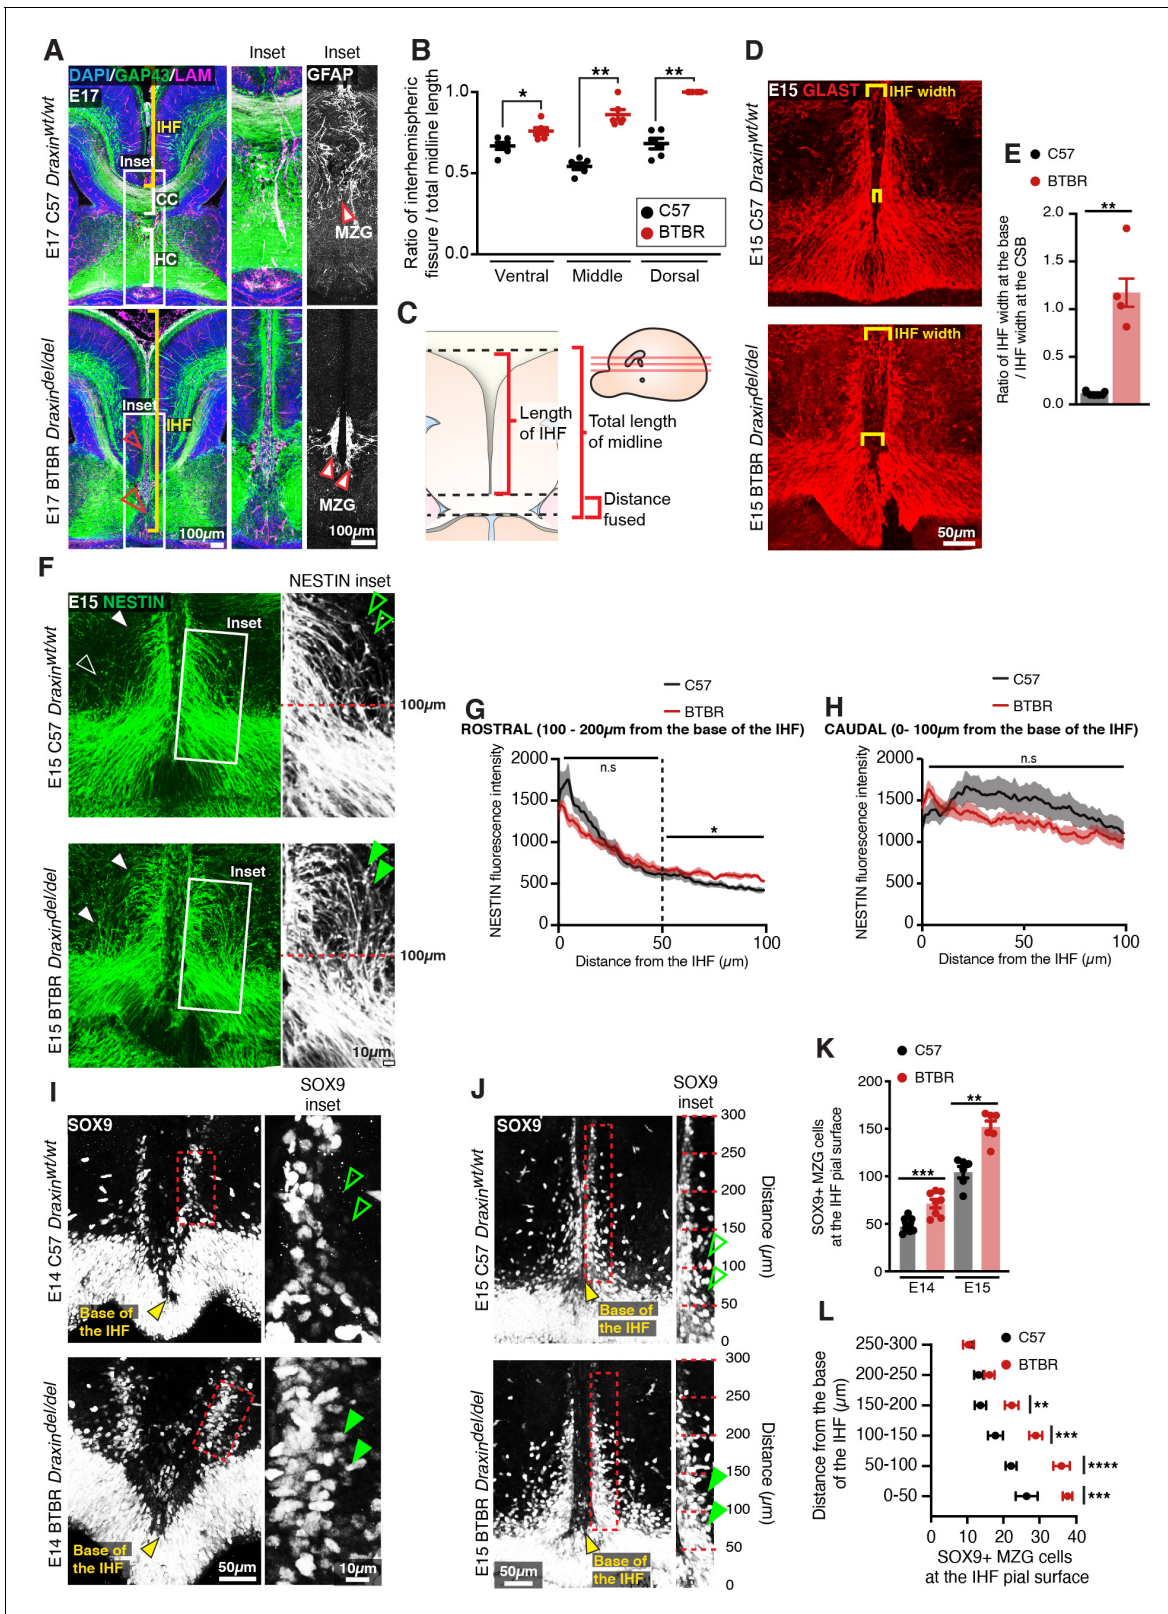 A
Inset
Inset
DAPI/GAP43/LAM
GFAP
E17
IHF
Inset
CC
HC
MZG
E17 C57 Draxinwt/wt
Inset
IHF
MZG
100µm
100µm
E17 BTBR Draxindel/del
B
Ratio of interhemispheric
fissure / total midline length
1.0
0.5
0.0
*
**
**
C57
BTBR
Ventral
Middle
Dorsal
C
Length
of IHF
Total length
of midline
Distance
fused
D
E15 GLAST
IHF width
E15 C57 Draxinwt/wt
IHF width
50µm
E15 BTBR Draxindel/del
E
C57
BTBR
**
2.0
1.5
1.0
0.5
0.0
Ratio of IHF width at the base
/ IHF width at the CSB
F
NESTIN inset
E15 NESTIN
Inset
100µm
E15 C57 Draxinwt/wt
Inset
100µm
10µm
E15 BTBR Draxindel/del
G
C57
BTBR
ROSTRAL (100 - 200µm from the base of the IHF)
NESTIN fluorescence intensity
2000
1500
1000
500
0
n.s
*
0
50
100
Distance from the IHF (µm)
H
C57
BTBR
CAUDAL (0- 100µm from the base of the IHF)
NESTIN fluorescence intensity
2000
1500
1000
500
0
n.s
0
50
100
Distance from the IHF (µm)
I
SOX9
inset
SOX9
Base of
the IHF
E14 C57 Draxinwt/wt
Base of
the IHF
50µm
10µm
E14 BTBR Draxindel/del
J
SOX9
inset
SOX9
300
250
200
150
100
50
0
Distance (µm)
Base of
the IHF
E15 C57 Draxinwt/wt
300
250
200
150
100
50
0
Distance (µm)
Base of
the IHF
50µm
E15 BTBR Draxindel/del
K
C57
BTBR
SOX9+ MZG cells
at the IHF pial surface
200
150
100
50
0
***
**
E14
E15
L
C57
BTBR
Distance from the base
of the IHF (µm)
250-300
200-250
150-200
100-150
50-100
0-50
**
***
****
***
0
10
20
30
40
SOX9+ MZG cells
at the IHF pial surface